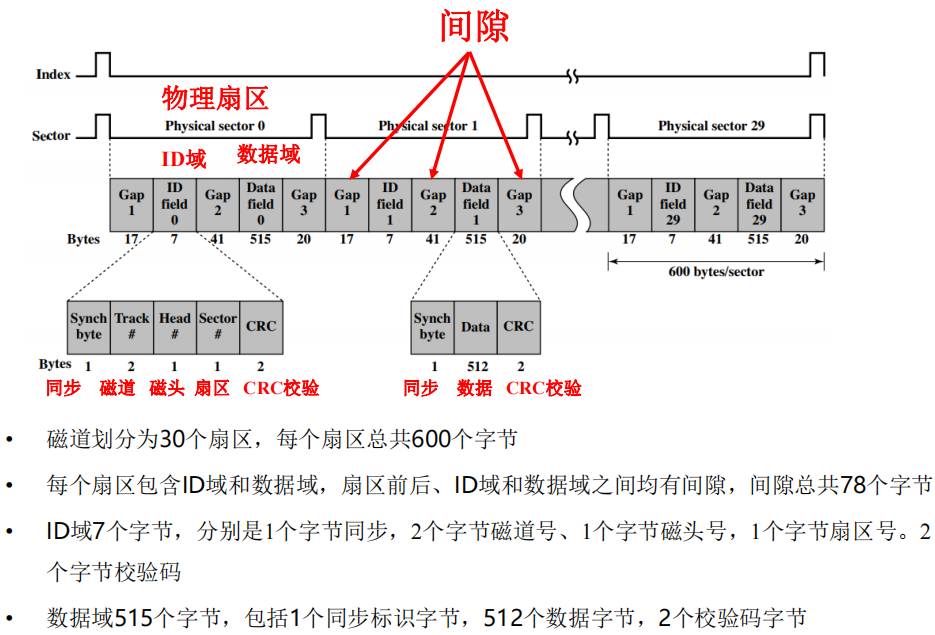 间隙
Index
物理扇区
Sector
Physical sector 0 Physical sector 1 Physical sector 29
ID域 数据域
Gap 1 ID field 0 Gap 2 Data field 0 Gap 3 Gap 1 ID field 1 Gap 2 Data field 1 Gap 3 Gap 1 ID field 29 Gap 2 Data field 29 Gap 3
Bytes 17 7 41 515 20 17 7 41 515 20 17 7 41 515 20
600 bytes/sector
Synch byte Track # Head # Sector # CRC Synch byte Data CRC
Bytes 1 2 1 1 2 1 512 2
同步 磁道 磁头 扇区 CRC校验 同步 数据 CRC校验
• 磁道划分为30个扇区，每个扇区总共600个字节
• 每个扇区包含ID域和数据域，扇区前后、ID域和数据域之间均有间隙，间隙总共78个字节
• ID域7个字节，分别是1个字节同步，2个字节磁道号、1个字节磁头号，1个字节扇区号。2
个字节校验码
• 数据域515个字节，包括1个同步标识字节，512个数据字节，2个校验码字节